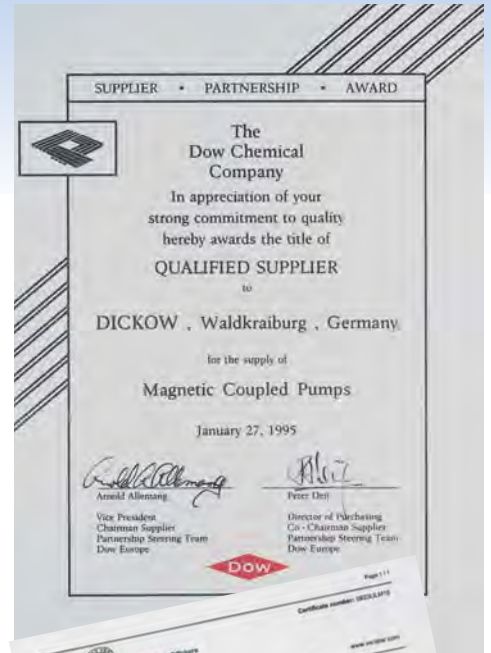 SUPPLIER • PARTNERSHIP • AWARD
The
Dow Chemical
Company
In appreciation of your
strong commitment to quality
hereby awards the title of
QUALIFIED SUPPLIER
to
DICKOW , Waldkraiburg , Germany
for the supply of
Magnetic Coupled Pumps
January 27, 1995
Arnold Allemang
Vice President
Chairman Supplier
Partnership Steering Team
Dow Europe
Peter
Director of Purchasing
Co - Chairman Supplier
Partnership Steering Team
Dow Europe
DOW
Page 1 / 1
Certificate number: